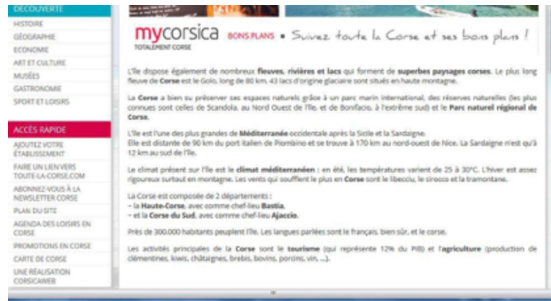 DÉCOUVERTE
HISTOIRE
GÉOGRAPHIE
ECONOMIE
ART ET CULTURE
MUSÉES
GASTRONOMIE
SPORT ET LOISIRS
ACCÈS RAPIDE
AJOUTEZ VOTRE
ÉTABLISSEMENT
FAIRE UN LIEN VERS
TOUTE-LA-CORSE.COM
ABONNEZ-VOUS À LA
NEWSLETTER CORSE
PLAN DU SITE
AGENDA DES LOISIRS EN
CORSE
PROMOTIONS EN CORSE
CARTE DE CORSE
UNE RÉALISATION
CORSICAWEB
mycorsica BONS PLANS • Suivez toute la Corse et ses bons plans !
TOTALEMENT CORSE
L'île dispose également de nombreux fleuves, rivières et lacs qui forment de superbes paysages corses. Le plus long
fleuve de Corse est le Golo, long de 80 km. 43 lacs d'origine glaciaire sont situés en haute montagne.
La Corse a bien su préserver ses espaces naturels grâce à un parc marin international, des réserves naturelles (les plus
connues sont celles de Scandola, au Nord Ouest de l'île, et de Bonifacio, à l'extrême sud) et le Parc naturel régional de
Corse.
L'île est l'une des plus grandes de Méditerranée occidentale après la Sicile et la Sardaigne.
Elle est distante de 90 km du port italien de Piombino et se trouve à 170 km au nord-ouest de Nice. La Sardaigne n'est qu'à
12 km au sud de l'île.
Le climat présent sur l'île est le climat méditerranéen : en été, les températures varient de 25 à 30°C. L'hiver est assez
rigoureux surtout en montagne. Les vents qui soufflent le plus en Corse sont le libecciu, le sirocco et la tramontane.
La Corse est composée de 2 départements :
- la Haute-Corse, avec comme chef-lieu Bastia,
- et la Corse du Sud, avec comme chef-lieu Ajaccio.
Près de 300.000 habitants peuplent l'île. Les langues parlées sont le français, bien sûr, et le corse.
Les activités principales de la Corse sont le tourisme (qui représente 12% du PIB) et l'agriculture (production de
clémentines, kiwis, châtaignes, brebis, bovins, porcins, vin, ...).